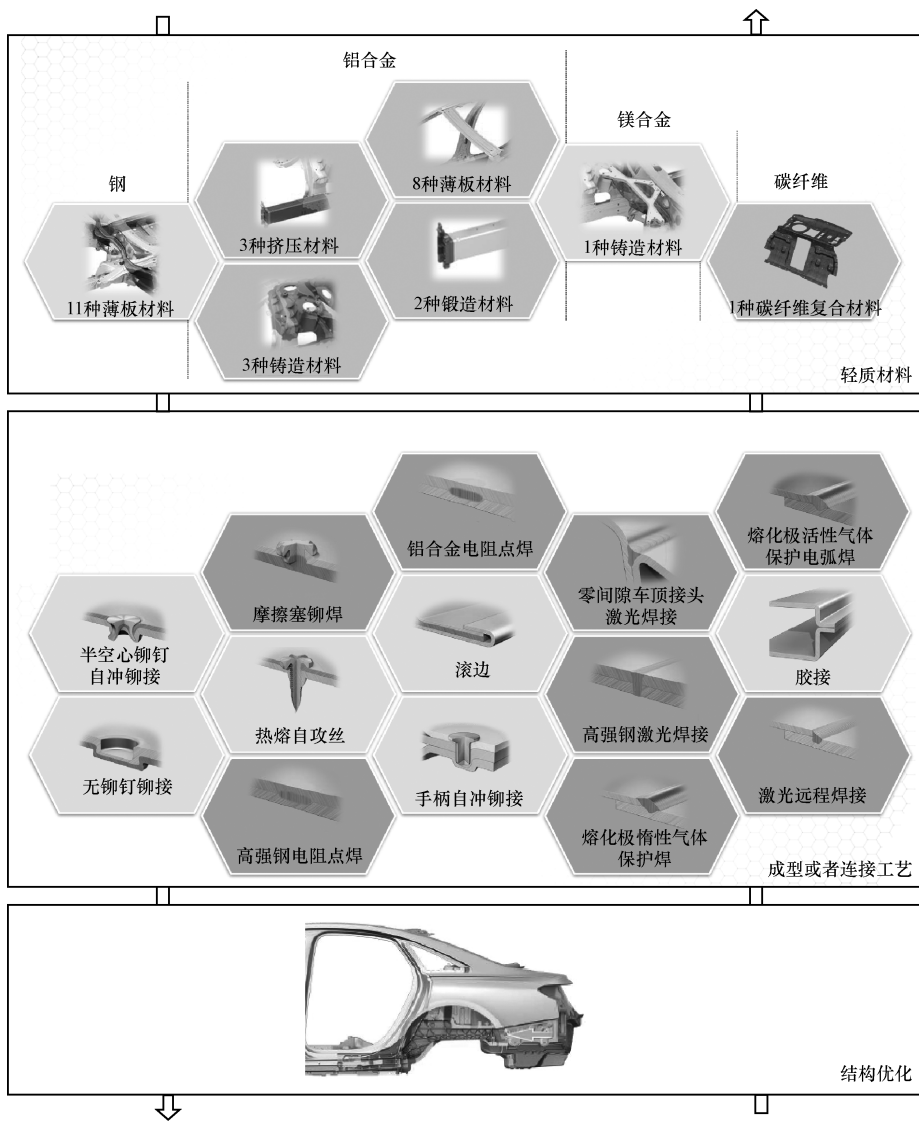 铝合金
镁合金
钢
碳纤维
8种薄板材料
3种挤压材料
1种铸造材料
11种薄板材料
2种锻造材料
1种碳纤维复合材料
3种铸造材料
轻质材料
铝合金电阻点焊
熔化极活性气体
保护电弧焊
摩擦塞铆焊
零间隙车顶接头
激光焊接
半空心铆钉
自冲铆接
滚边
胶接
热熔自攻丝
高强钢激光焊接
无铆钉铆接
手柄自冲铆接
激光远程焊接
高强钢电阻点焊
熔化极惰性气体
保护焊
成型或者连接工艺
结构优化